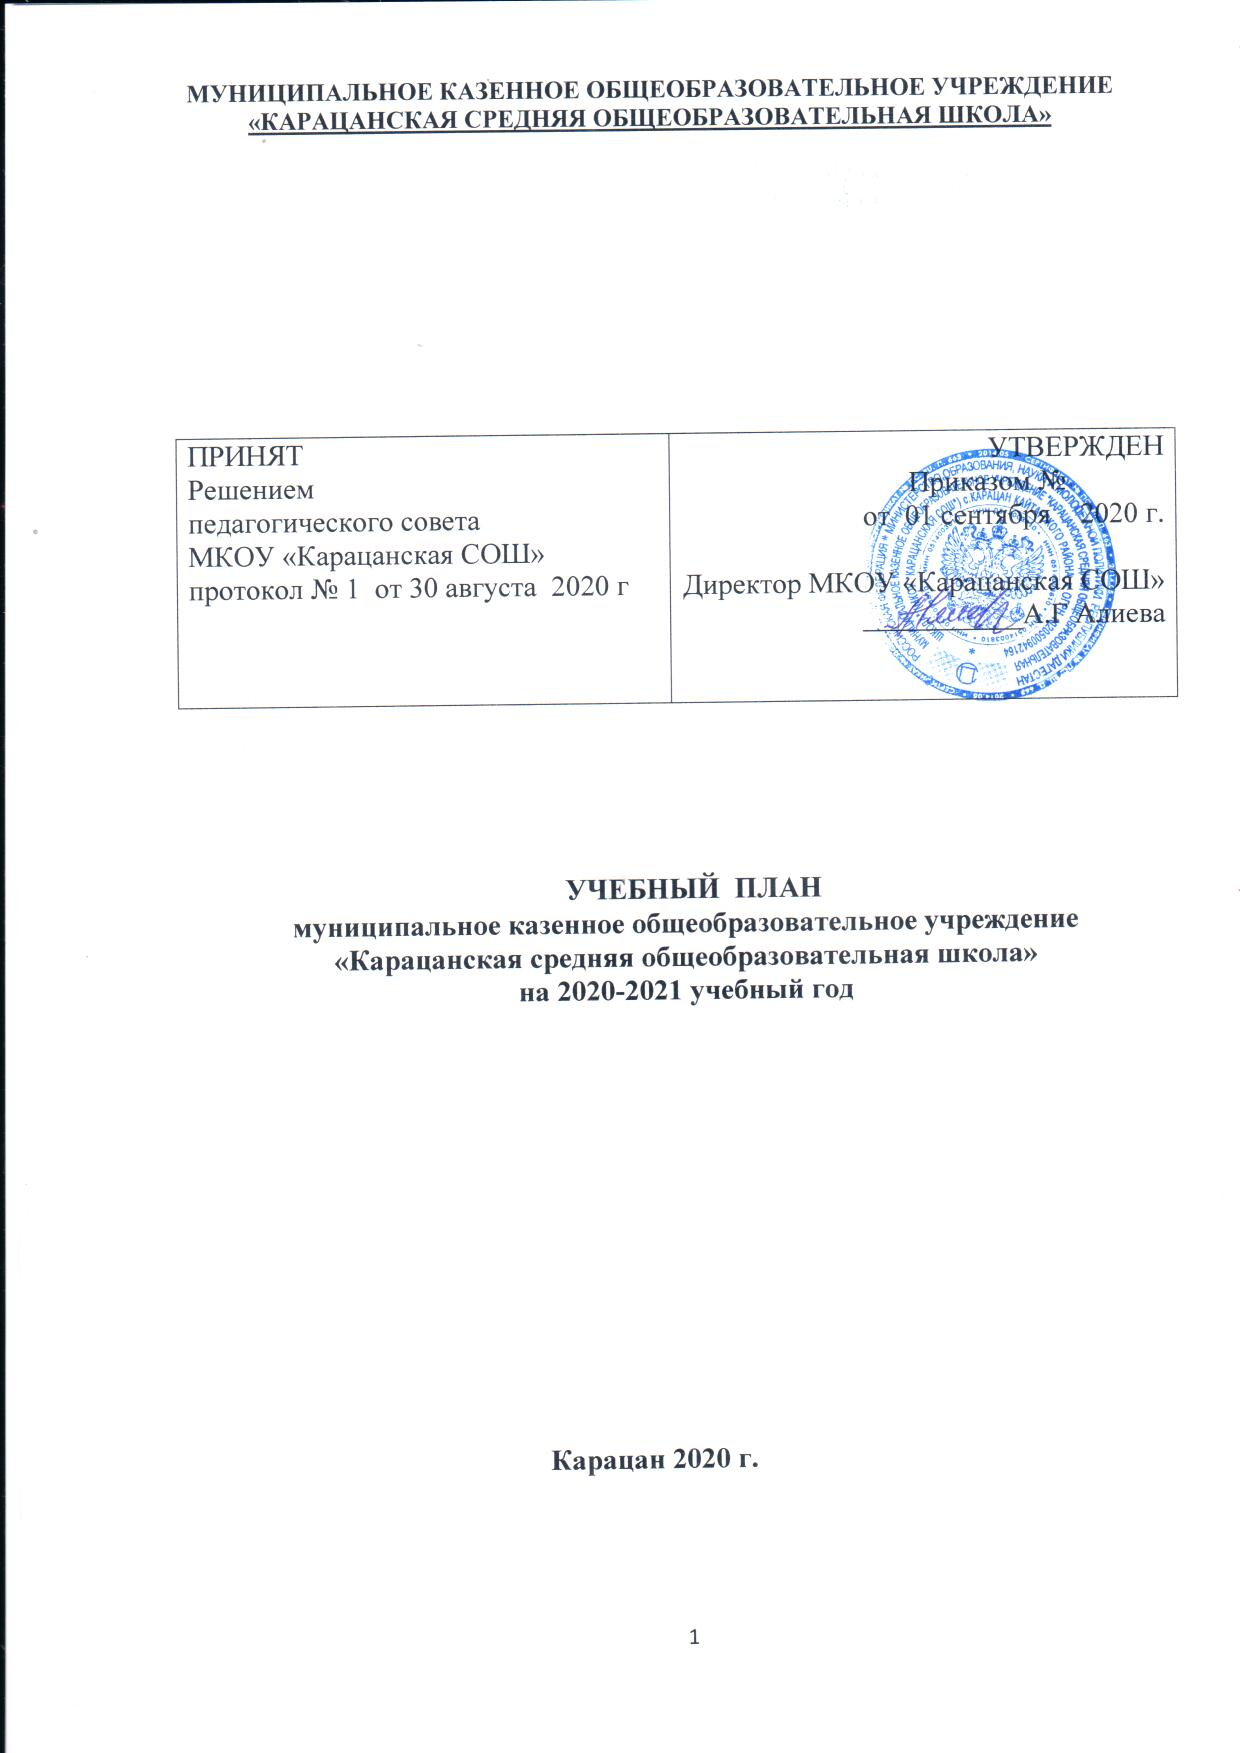 МУНИЦИПАЛЬНОЕ КАЗЕННОЕ ОБЩЕОБРАЗОВАТЕЛЬНОЕ УЧРЕЖДЕНИЕ
«КАРАЦАНСКАЯ СРЕДНЯЯ ОБЩЕОБРАЗОВАТЕЛЬНАЯ ШКОЛА»
ПРИНЯТ
Решением
педагогического совета
МКОУ «Карацанская СОШ»
протокол № 1 от 30 августа 2020 г
УТВЕРЖДЕН
Приказом №
от 01 сентября 2020 г.
Директор МКОУ «Карацанская СОШ»
____________А.Г Алиева
УЧЕБНЫЙ ПЛАН
муниципальное казенное общеобразовательное учреждение
«Карацанская средняя общеобразовательная школа»
на 2020-2021 учебный год
Карацан 2020 г.
1